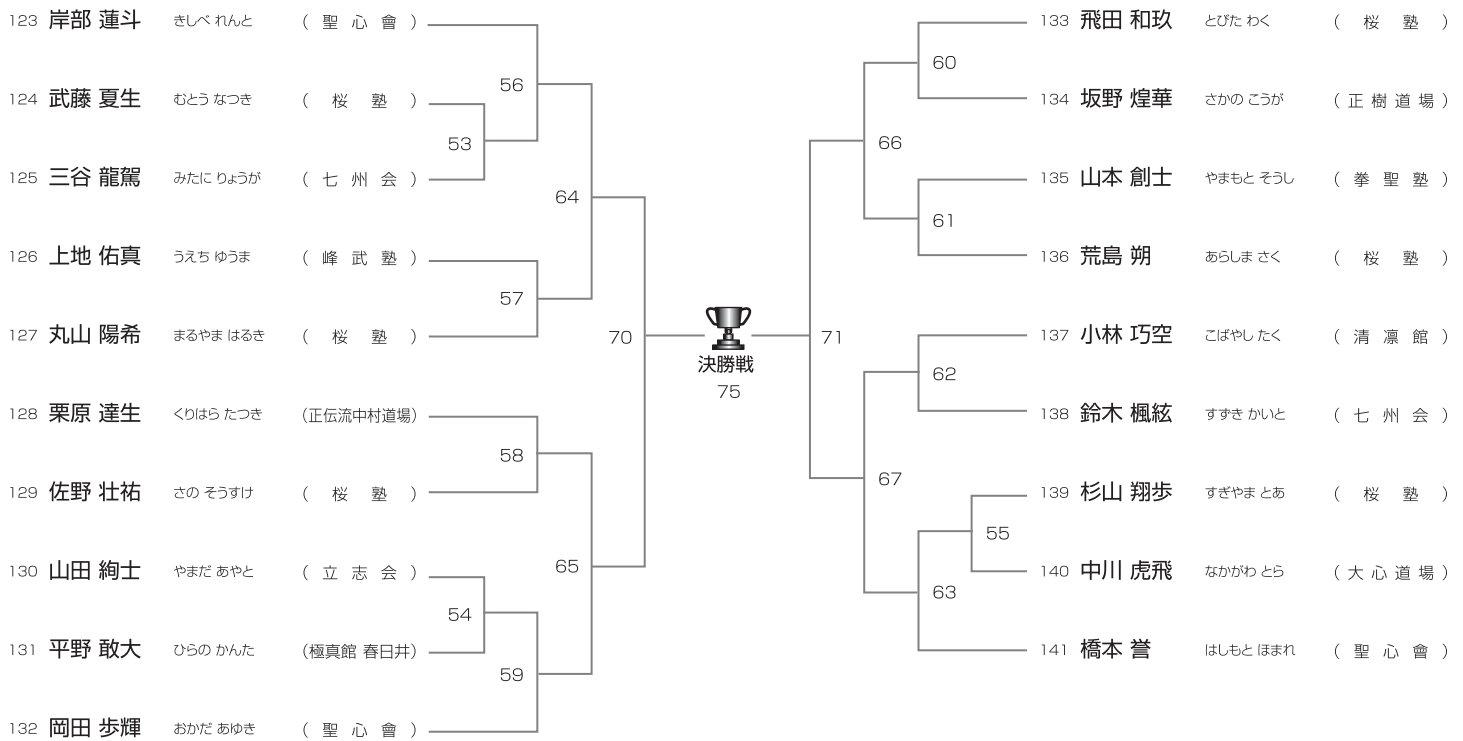 123 岸部 蓮斗 きしべ れんと （聖心會）
124 武藤 夏生 むとう なつき （桜塾）
125 三谷 龍駕 みたに りょうが （七州会）
126 上地 佑真 うえち ゆうま （峰武塾）
127 丸山 陽希 まるやま はるき （桜塾）
128 栗原 達生 くりはら たつき （正伝流中村道場）
129 佐野 壮祐 さの そうすけ （桜塾）
130 山田 絢士 やまだ あやと （立志会）
131 平野 敢大 ひらの かんた （極真館 春日井）
132 岡田 歩輝 おかだ あゆき （聖心會）
56
53
64
57
70
58
65
54
59
決勝戦
75
60
66
61
71
62
67
55
63
133 飛田 和玖 とびた わく （桜塾）
134 坂野 煌華 さかの こうが （正樹道場）
135 山本 創士 やまもと そうし （拳聖塾）
136 荒島 朔 あらしま さく （桜塾）
137 小林 巧空 こばやし たく （清凛館）
138 鈴木 楓絃 すずき かいと （七州会）
139 杉山 翔歩 すぎやま とあ （桜塾）
140 中川 虎飛 なかがわ とら （大心道場）
141 橋本 誉 はしもと ほまれ （聖心會）